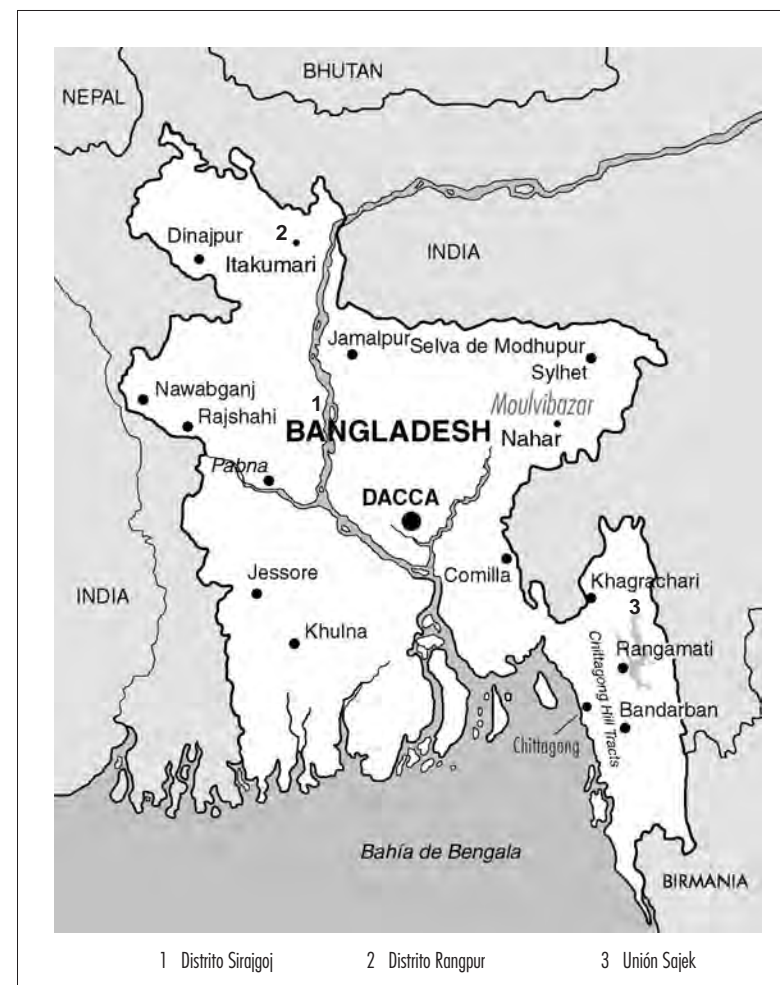 BHUTAN
NEPAL
Dinajpur
2
Itakumari
INDIA
Jamalpur
Selva de Modhupur
Sylhet
Nawabganj
Rajshahi
1
Moulvibazar
BANGLADESH
Nahar
Pabna
DACCA
Jessore
Comilla
Khagrachari
INDIA
3
Khulna
Rangamati
Chittagong Hill Tracts
Bandarban
Chittagong
Bahía de Bengala
BIRMANIA
1 Distrito Sirajgoj 2 Distrito Rangpur 3 Unión Sajek